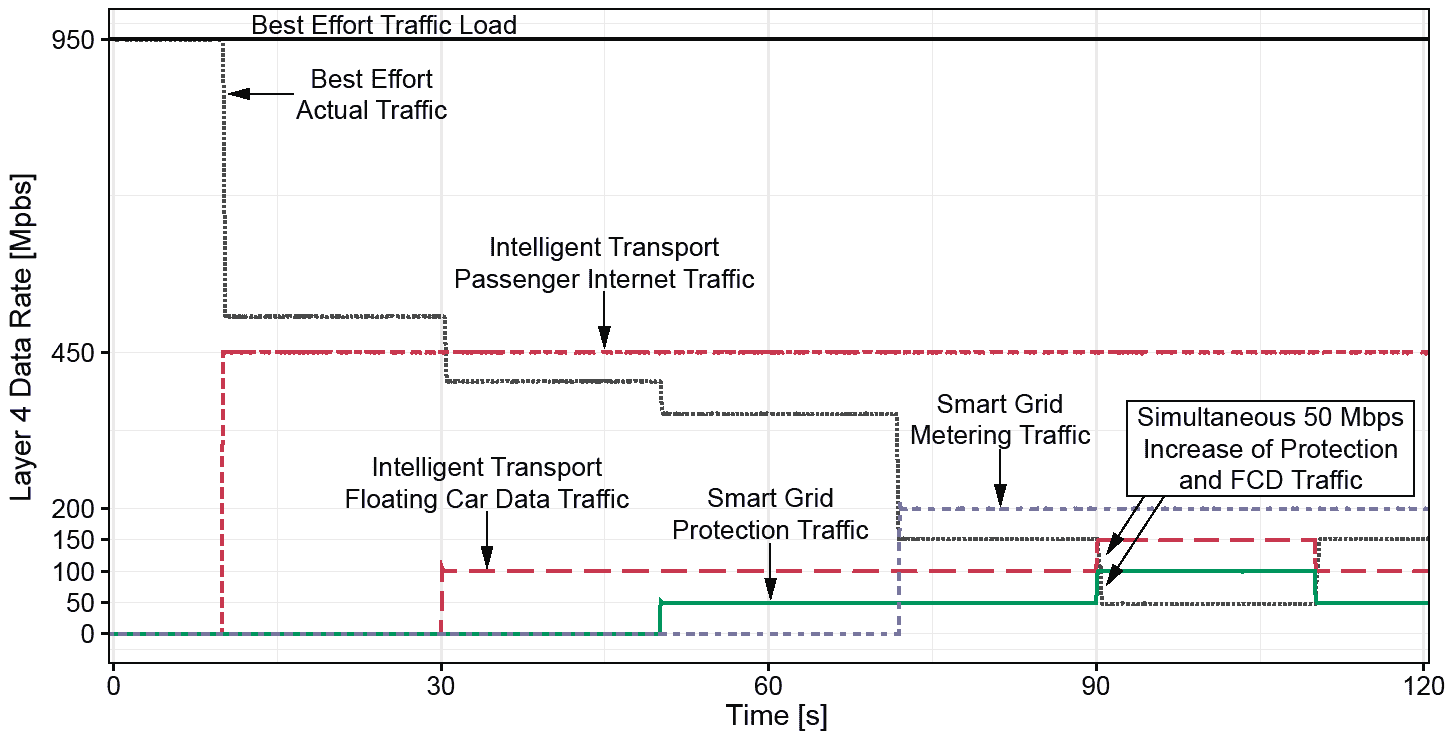 Best Effort Traffic Load
950
Best Effort
Actual Traffic
Layer 4 Data Rate [Mpbs]
Intelligent Transport
Passenger Internet Traffic
450
Smart Grid
Metering Traffic
Simultaneous 50 Mbps
Increase of Protection
and FCD Traffic
Intelligent Transport
Floating Car Data Traffic
Smart Grid
Protection Traffic
200
150
100
50
0
0 30 60 90 120
Time [s]